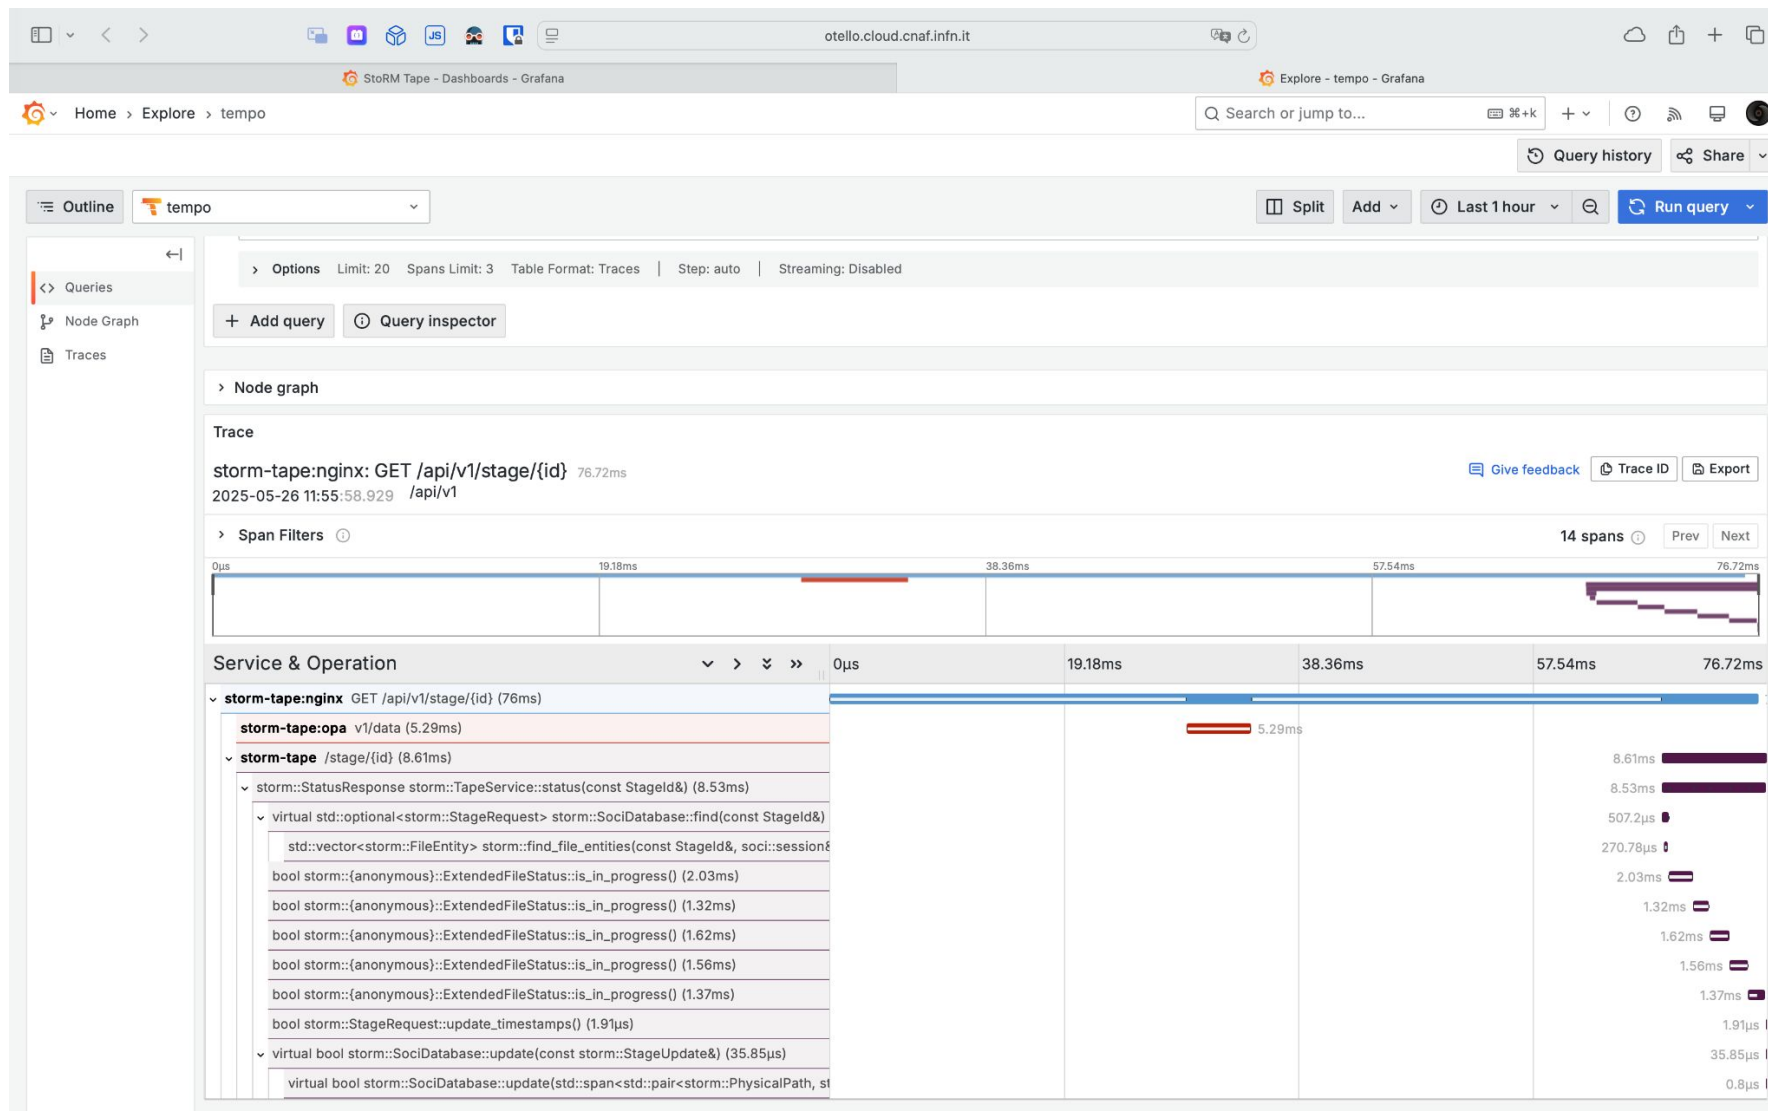 otello.cloud.cnaf.infn.it
StoRM Tape - Dashboards - Grafana
Explore - tempo - Grafana
Home › Explore › tempo
Search or jump to... ⌘+k
Query history Share
Outline tempo Split Add Last 1 hour Run query
Options Limit: 20 Spans Limit: 3 Table Format: Traces | Step: auto | Streaming: Disabled
Queries
Node Graph
Traces
+ Add query Query inspector
Node graph
Trace
storm-tape:nginx: GET /api/v1/stage/{id} 76.72ms
Give feedback Trace ID Export
2025-05-26 11:55:58.929 /api/v1
Span Filters 14 spans Prev Next
0μs 19.18ms 38.36ms 57.54ms 76.72ms
Service & Operation 0μs 19.18ms 38.36ms 57.54ms 76.72ms
storm-tape:nginx GET /api/v1/stage/{id} (76ms)
storm-tape:opa v1/data (5.29ms) 5.29ms
storm-tape /stage/{id} (8.61ms) 8.61ms
storm::StatusResponse storm::TapeService::status(const StageId&) (8.53ms) 8.53ms
virtual std::optional<storm::StageRequest> storm::SociDatabase::find(const StageId&) 507.2μs
std::vector<storm::FileEntity> storm::find_file_entities(const StageId&, soci::session& 270.78μs
bool storm::{anonymous}::ExtendedFileStatus::is_in_progress() (2.03ms) 2.03ms
bool storm::{anonymous}::ExtendedFileStatus::is_in_progress() (1.32ms) 1.32ms
bool storm::{anonymous}::ExtendedFileStatus::is_in_progress() (1.62ms) 1.62ms
bool storm::{anonymous}::ExtendedFileStatus::is_in_progress() (1.56ms) 1.56ms
bool storm::{anonymous}::ExtendedFileStatus::is_in_progress() (1.37ms) 1.37ms
bool storm::StageRequest::update_timestamps() (1.91μs) 1.91μs
virtual bool storm::SociDatabase::update(const storm::StageUpdate&) (35.85μs) 35.85μs
virtual bool storm::SociDatabase::update(std::span<std::pair<storm::PhysicalPath, st 0.8μs